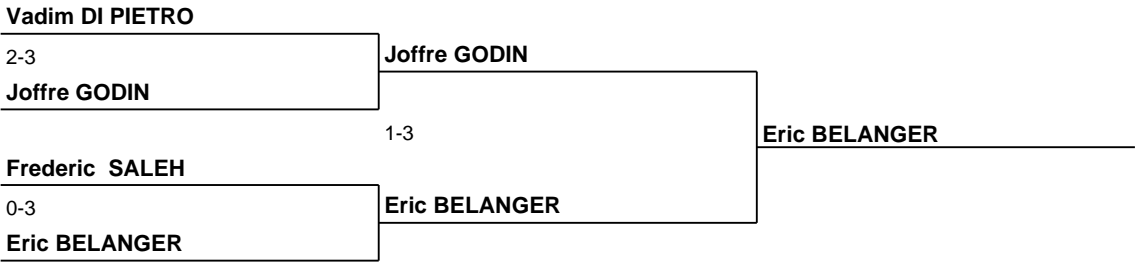 Vadim DI PIETRO
2-3
Joffre GODIN
Joffre GODIN
1-3
Eric BELANGER
Frederic  SALEH
0-3
Eric BELANGER
Eric BELANGER